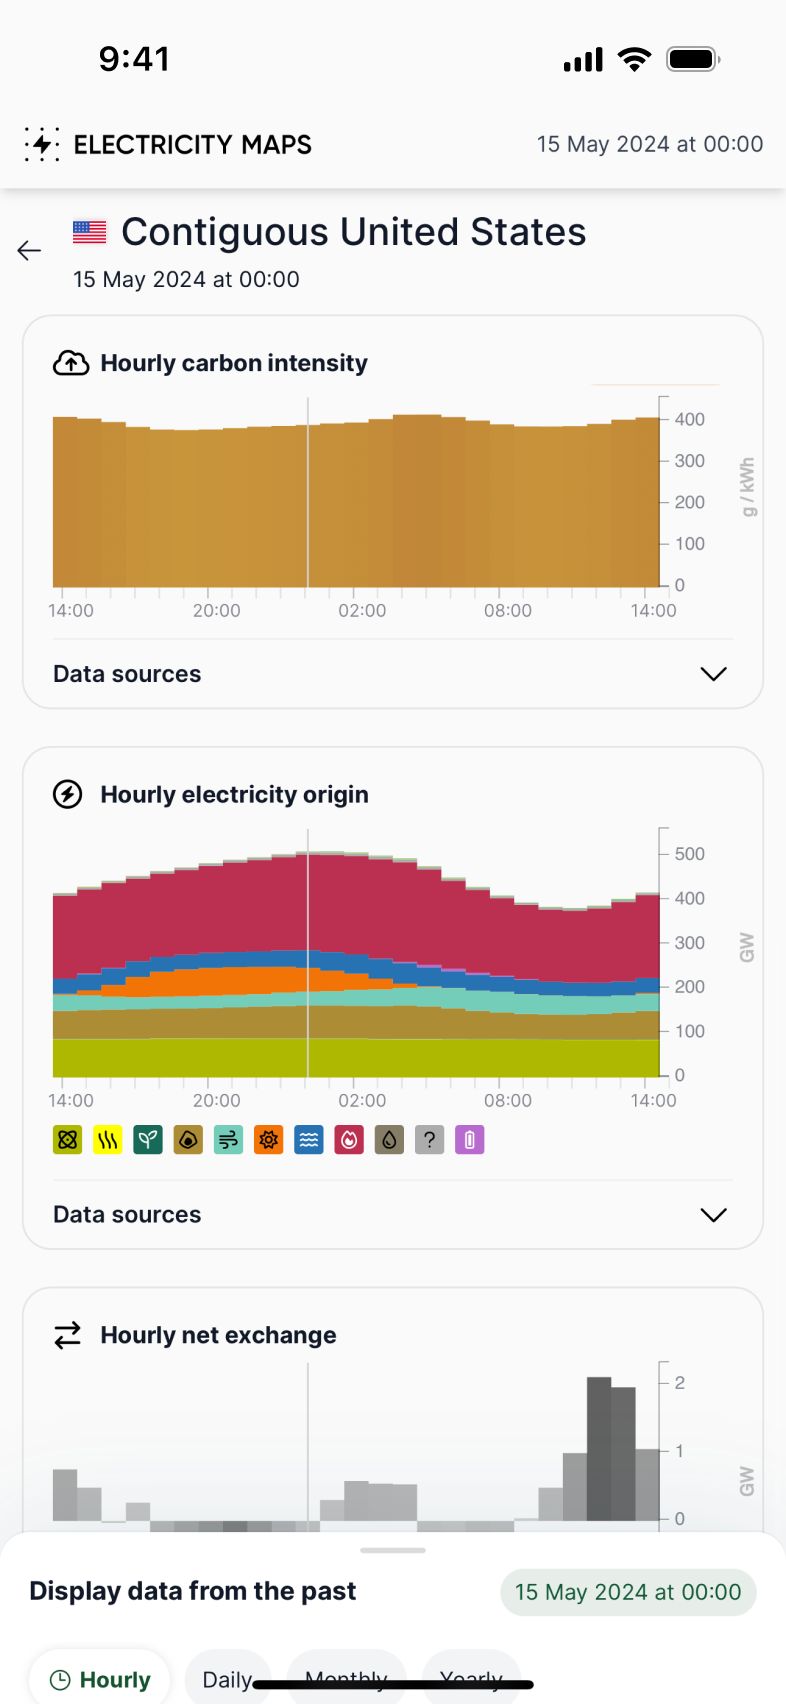 9:41
ELECTRICITY MAPS
15 May 2024 at 00:00
Contiguous United States
15 May 2024 at 00:00
Hourly carbon intensity
400
300
200
100
0
g / kWh
14:00 20:00 02:00 08:00 14:00
Data sources
Hourly electricity origin
500
400
300
200
100
0
GW
14:00 20:00 02:00 08:00 14:00
?
Data sources
Hourly net exchange
2
1
0
GW
Display data from the past
15 May 2024 at 00:00
Hourly Daily Monthly Yearly